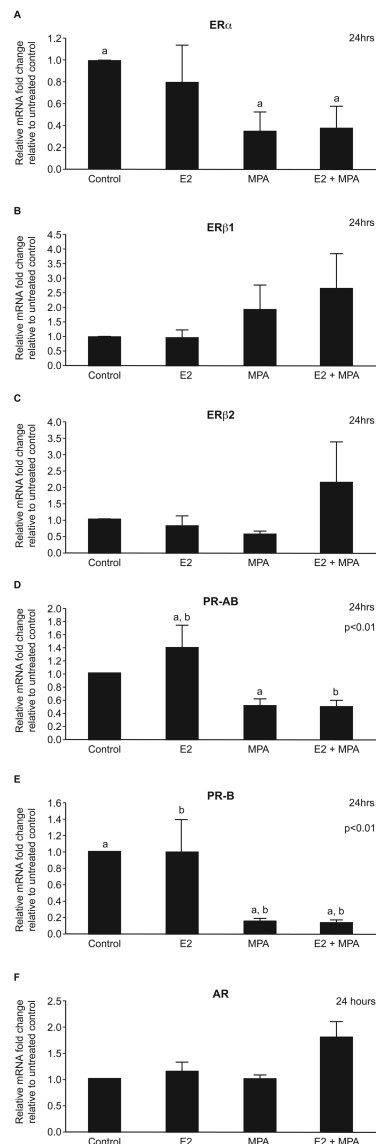 A
ERα
24hrs
Relative mRNA fold change
relative to untreated control
1.2
1.0
0.8
0.6
0.4
0.2
0.0
a
a
a
Control E2 MPA E2 + MPA
B
ERβ1
24hrs
Relative mRNA fold change
relative to untreated control
4.5
4.0
3.5
3.0
2.5
2.0
1.5
1.0
0.5
0.0
Control E2 MPA E2 + MPA
C
ERβ2
24hrs
Relative mRNA fold change
relative to untreated control
4.0
3.5
3.0
2.5
2.0
1.5
1.0
0.5
0.0
Control E2 MPA E2 + MPA
D
PR-AB
24hrs
p<0.01
Relative mRNA fold change
relative to untreated control
2.0
1.8
1.6
1.4
1.2
1.0
0.8
0.6
0.4
0.2
0.0
a, b
a
b
Control E2 MPA E2 + MPA
E
PR-B
24hrs
p<0.01
Relative mRNA fold change
relative to untreated control
1.6
1.4
1.2
1.0
0.8
0.6
0.4
0.2
0.0
a
b
a, b
a, b
Control E2 MPA E2 + MPA
F
AR
24 hours
Relative mRNA fold change
relative to untreated control
2.5
2.0
1.5
1.0
0.5
0.0
Control E2 MPA E2 + MPA